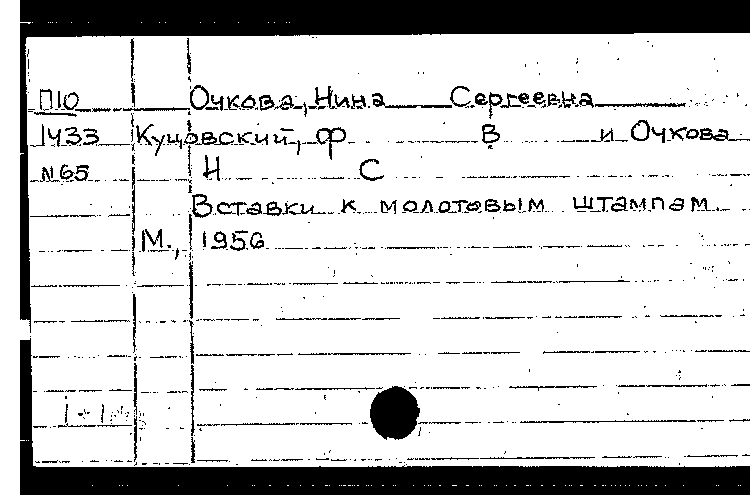 П10 Очкова, Нина Сергеевна
1433 Куцовский, Ф В и Очкова
N65 Н С
Вставки к молотовым штампам.
М., 1956